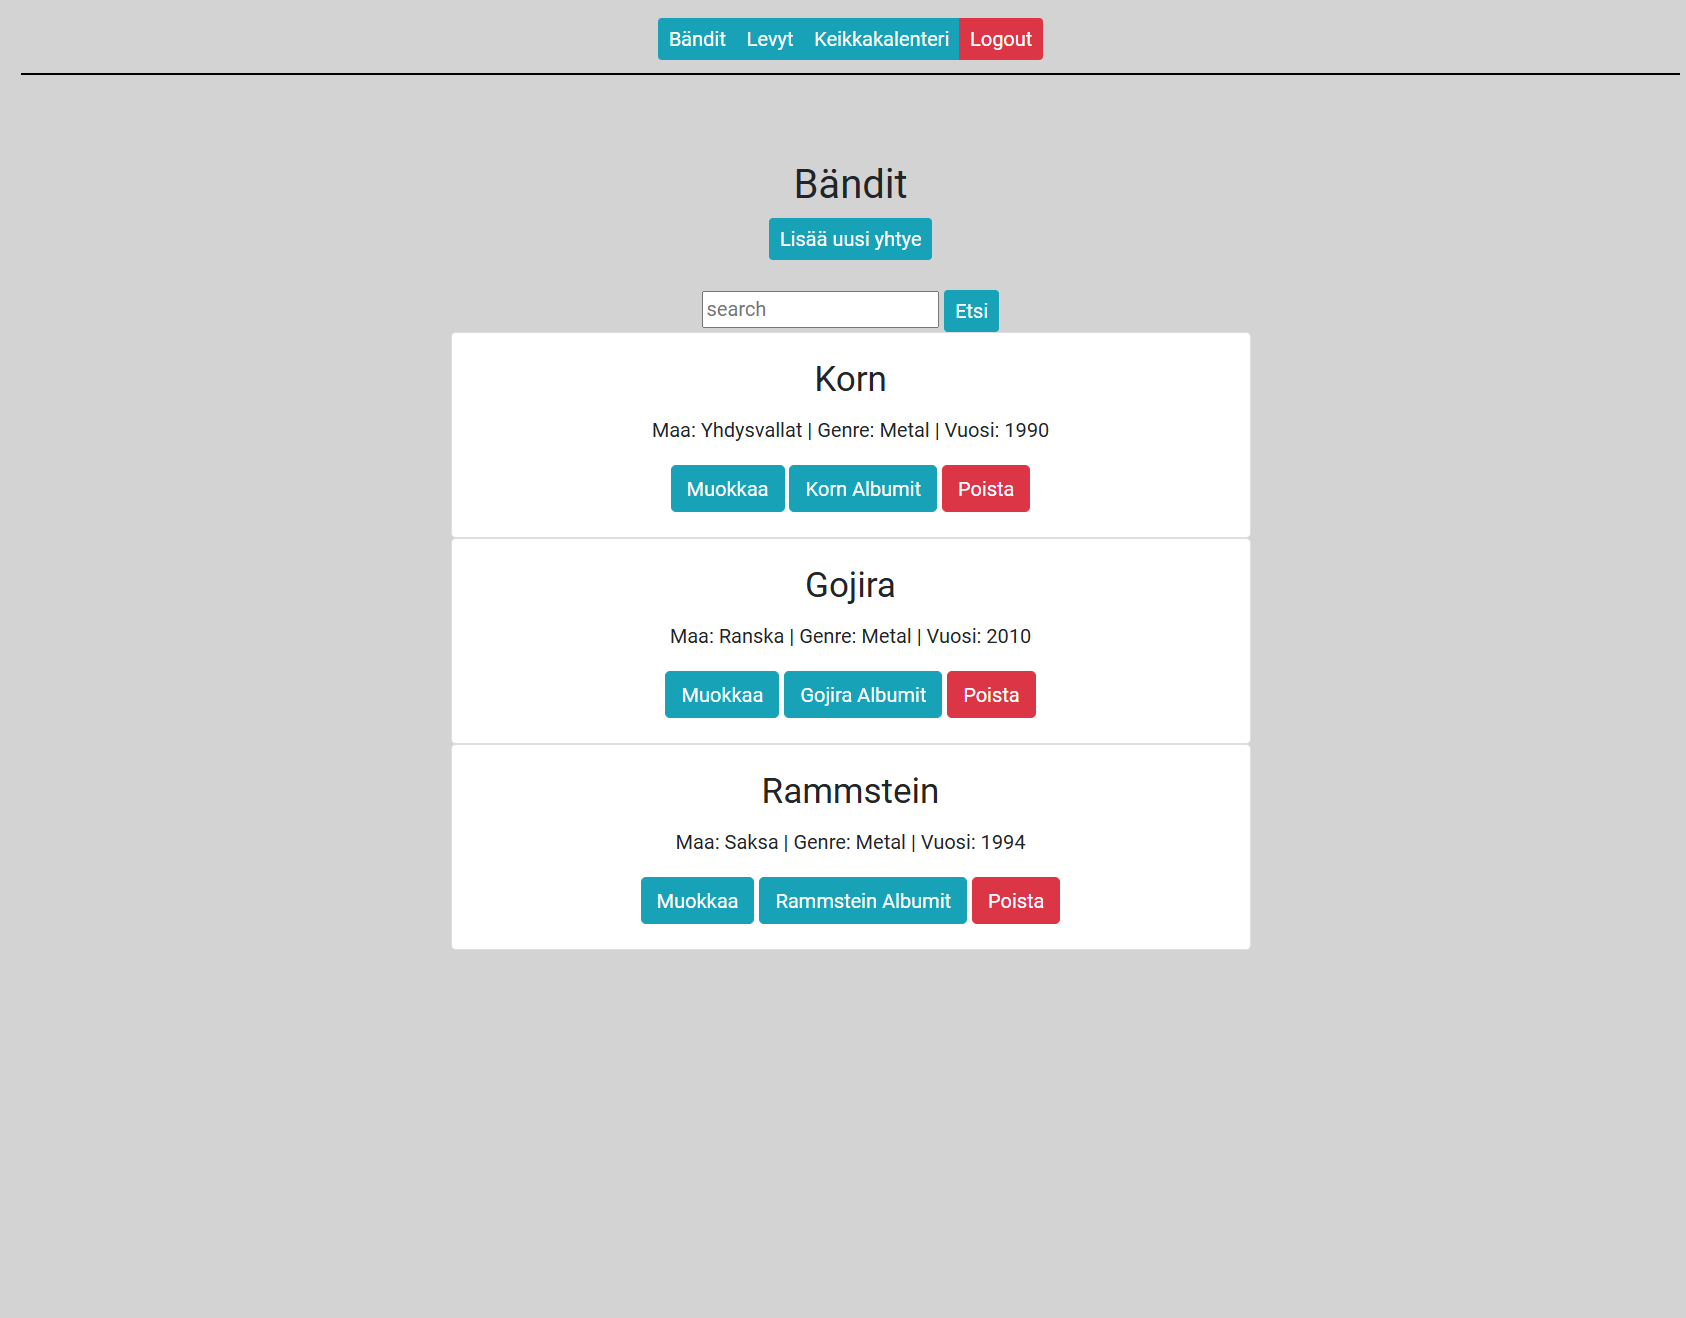 Bändit Levyt Keikkakalenteri Logout
Bändit
Lisää uusi yhtye
search Etsi
Korn
Maa: Yhdysvallat | Genre: Metal | Vuosi: 1990
Muokkaa Korn Albumit Poista
Gojira
Maa: Ranska | Genre: Metal | Vuosi: 2010
Muokkaa Gojira Albumit Poista
Rammstein
Maa: Saksa | Genre: Metal | Vuosi: 1994
Muokkaa Rammstein Albumit Poista